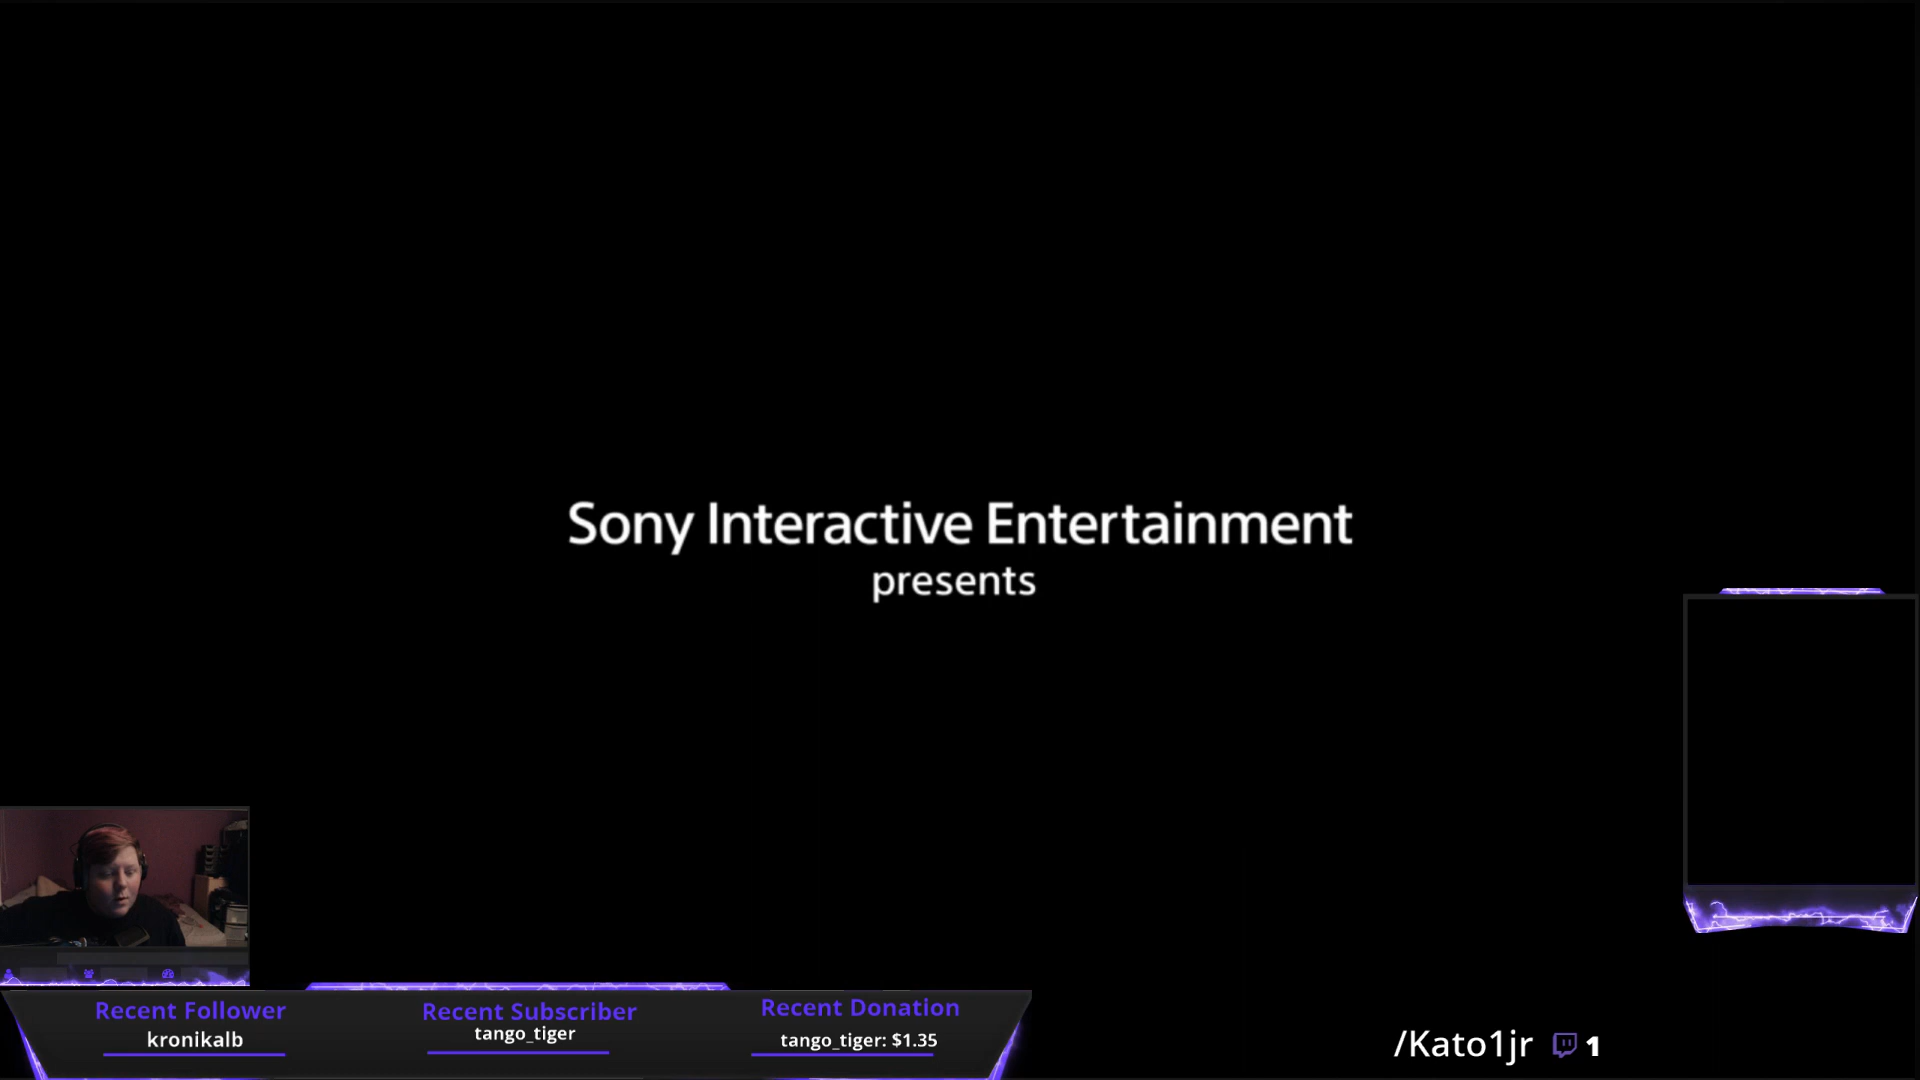 Sony Interactive Entertainment
presents
Recent Follower
kronikalb
Recent Subscriber
tango_tiger
Recent Donation
tango_tiger: $1.35
/Kato1jr 1